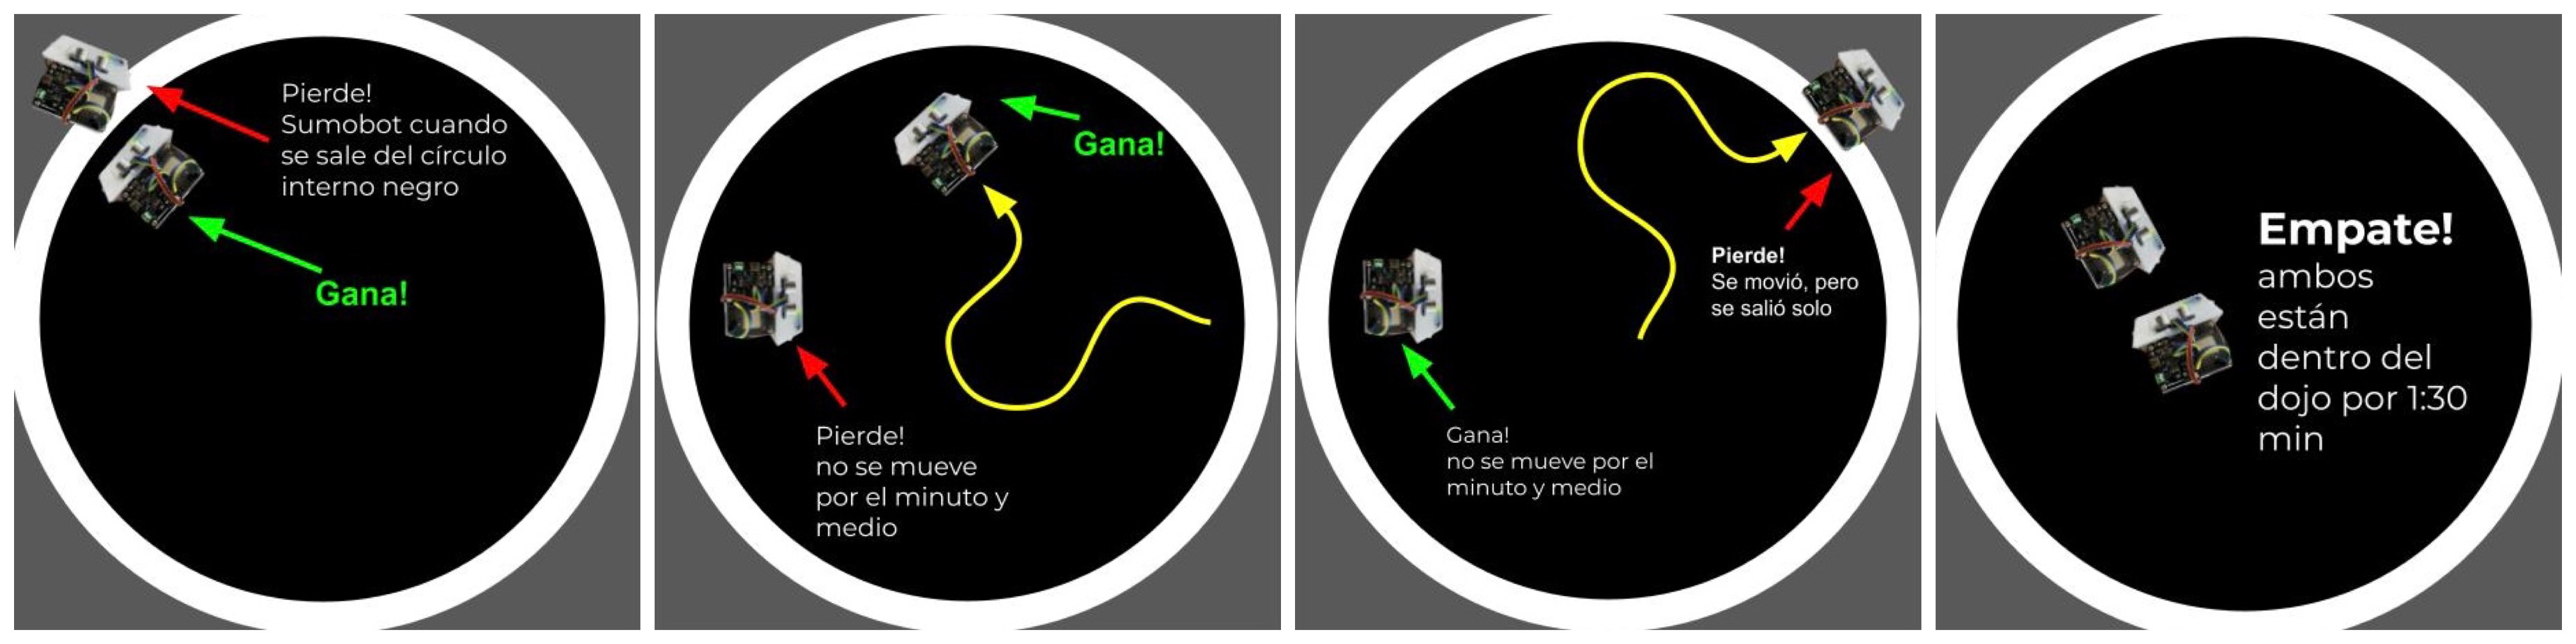 Pierde!
Sumobot cuando
se sale del círculo
interno negro
Gana!
Gana!
Pierde!
no se mueve
por el minuto y
medio
Pierde!
Se movió, pero
se salió solo
Gana!
no se mueve por el
minuto y medio
Empate!
ambos
están
dentro del
dojo por 1:30
min